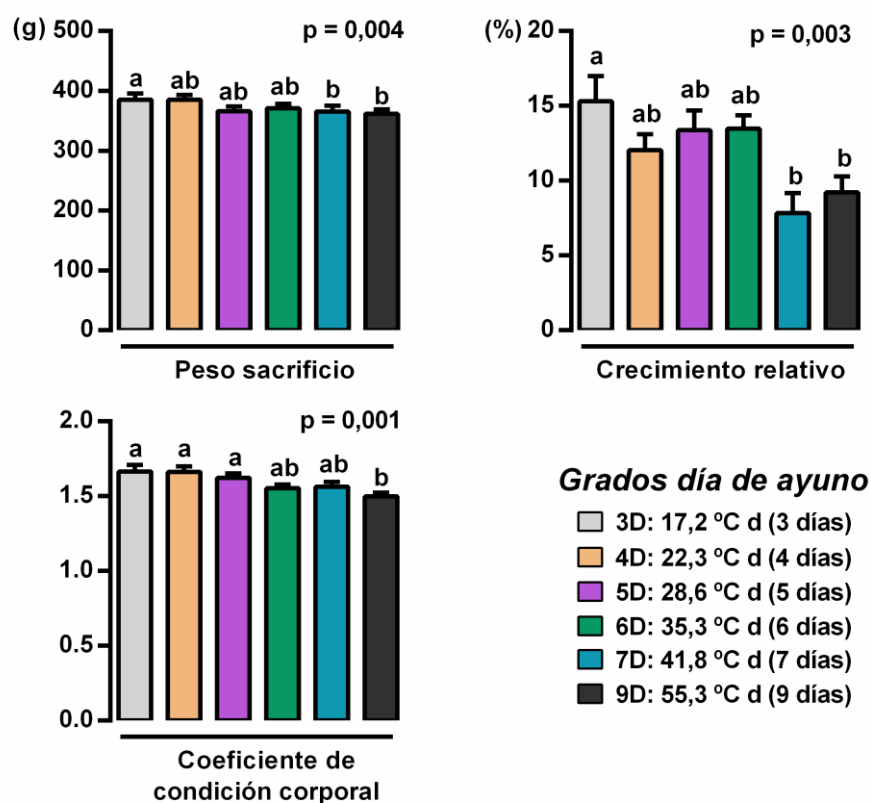 (g)
500
400
300
200
100
0
p = 0,004
a
ab
ab
ab
b
b
Peso sacrificio
(%)
20
15
10
5
0
p = 0,003
a
ab
ab
ab
b
b
Crecimiento relativo
2.0
1.5
1.0
0.5
0.0
p = 0,001
a
a
a
ab
ab
b
Coeficiente de
condición corporal
Grados día de ayuno
3D: 17,2 ºC d (3 días)
4D: 22,3 ºC d (4 días)
5D: 28,6 ºC d (5 días)
6D: 35,3 ºC d (6 días)
7D: 41,8 ºC d (7 días)
9D: 55,3 ºC d (9 días)